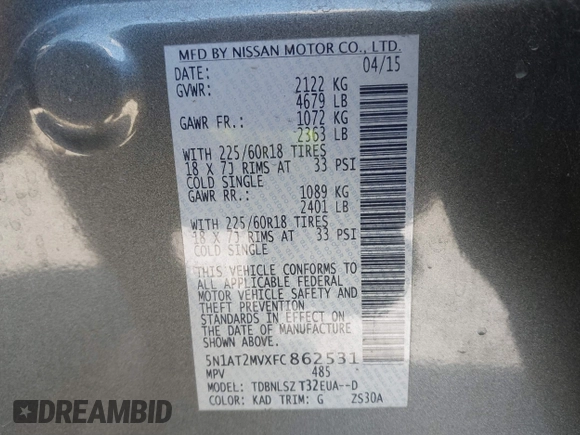 MFD BY NISSAN MOTOR CO., LTD.
DATE: 04/15
GVWR: 2122 KG
4679 LB
GAWR FR.: 1072 KG
2363 LB
WITH 225/60R18 TIRES
18 X 7J RIMS AT 33 PSI
COLD SINGLE
GAWR RR.: 1089 KG
2401 LB
WITH 225/60R18 TIRES
18 X 7J RIMS AT 33 PSI
COLD SINGLE
THIS VEHICLE CONFORMS TO
ALL APPLICABLE FEDERAL
MOTOR VEHICLE SAFETY AND
THEFT PREVENTION
STANDARDS IN EFFECT ON
THE DATE OF MANUFACTURE
SHOWN ABOVE.
5N1AT2MVXFC862531
MPV 485
MODEL: TDBNLSZ T32EUA--D
COLOR: KAD TRIM: G ZS30A
DREAMBID